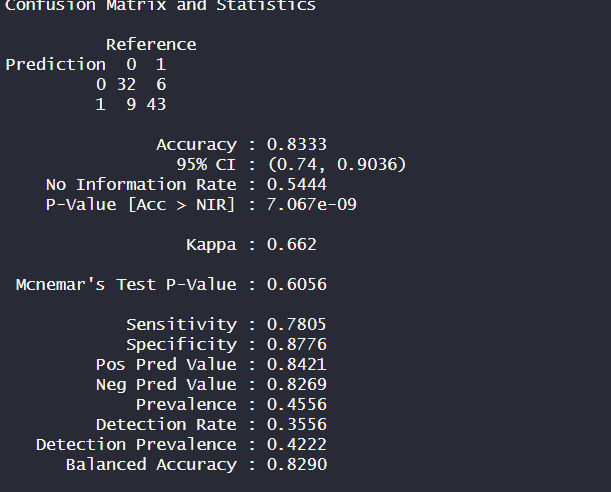 Confusion Matrix and Statistics
Reference
Prediction 0 1
0 32 6
1 9 43
Accuracy : 0.8333
95% CI : (0.74, 0.9036)
No Information Rate : 0.5444
P-Value [Acc > NIR] : 7.067e-09
Kappa : 0.662
Mcnemar's Test P-Value : 0.6056
Sensitivity : 0.7805
Specificity : 0.8776
Pos Pred Value : 0.8421
Neg Pred Value : 0.8269
Prevalence : 0.4556
Detection Rate : 0.3556
Detection Prevalence : 0.4222
Balanced Accuracy : 0.8290